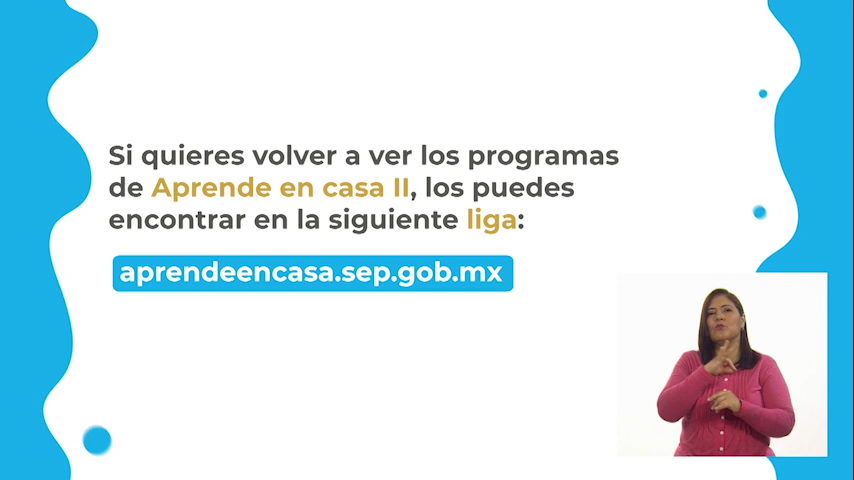 Si quieres volver a ver los programas
de Aprende en casa II, los puedes
encontrar en la siguiente liga:
aprendeencasa.sep.gob.mx